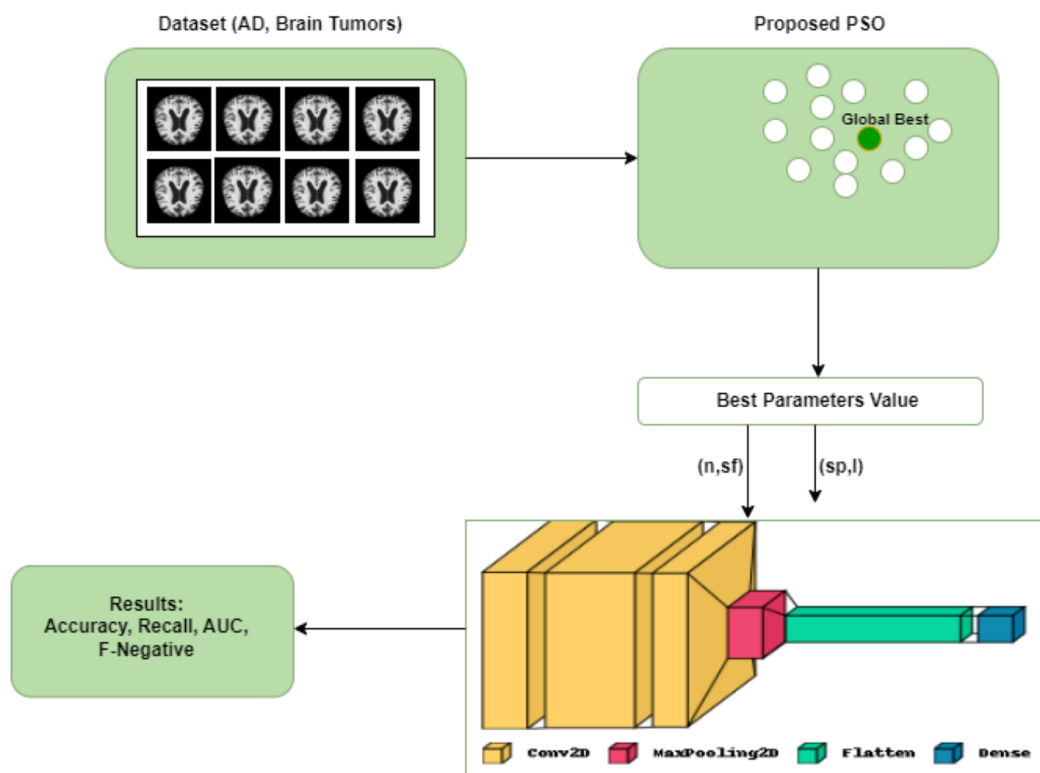 Dataset (AD, Brain Tumors)
Proposed PSO
Global Best
Best Parameters Value
(n,sf)
(sp,l)
Results:
Accuracy, Recall, AUC,
F-Negative
Conv2D
MaxPooling2D
Flatten
Dense